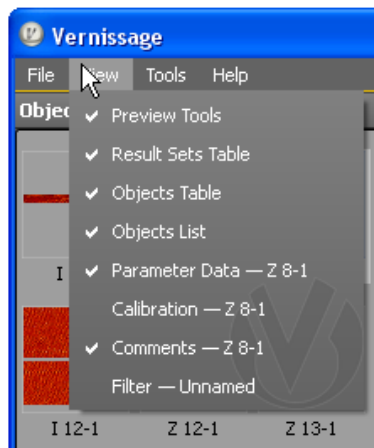 Vernissage
File View Tools Help
Objec
✓ Preview Tools
✓ Result Sets Table
✓ Objects Table
✓ Objects List
✓ Parameter Data — Z 8-1
Calibration — Z 8-1
✓ Comments — Z 8-1
Filter — Unnamed
I
I 12-1 Z 12-1 Z 13-1